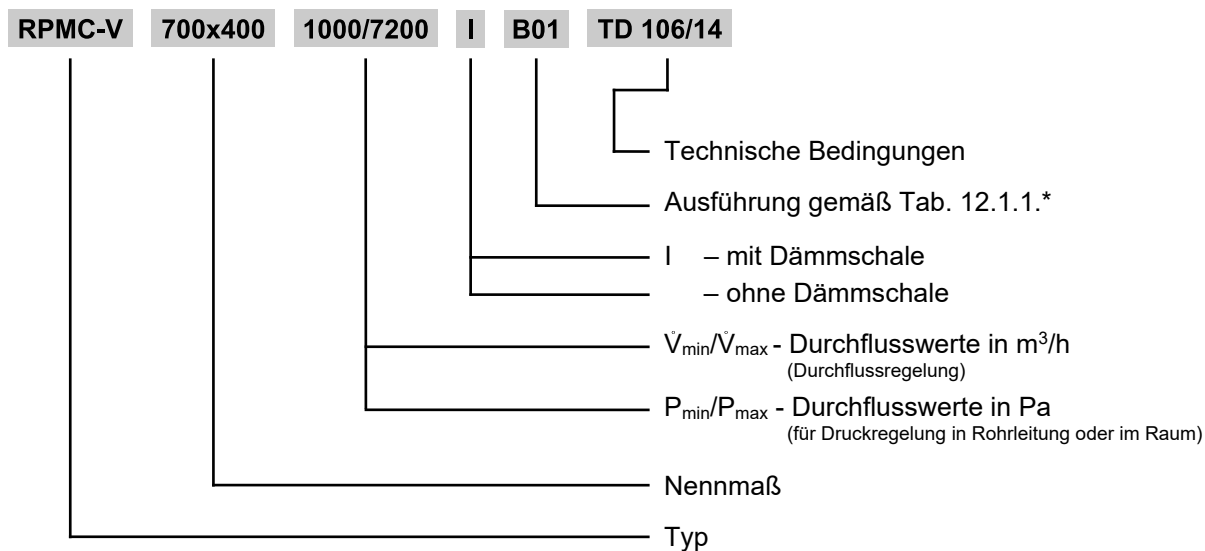 RPMC-V 700x400 1000/7200 I B01 TD 106/14
Technische Bedingungen
Ausführung gemäß Tab. 12.1.1.*
I – mit Dämmschale
– ohne Dämmschale
V̊min/V̊max - Durchflusswerte in m³/h
(Durchflussregelung)
Pmin/Pmax - Durchflusswerte in Pa
(für Druckregelung in Rohrleitung oder im Raum)
Nennmaß
Typ